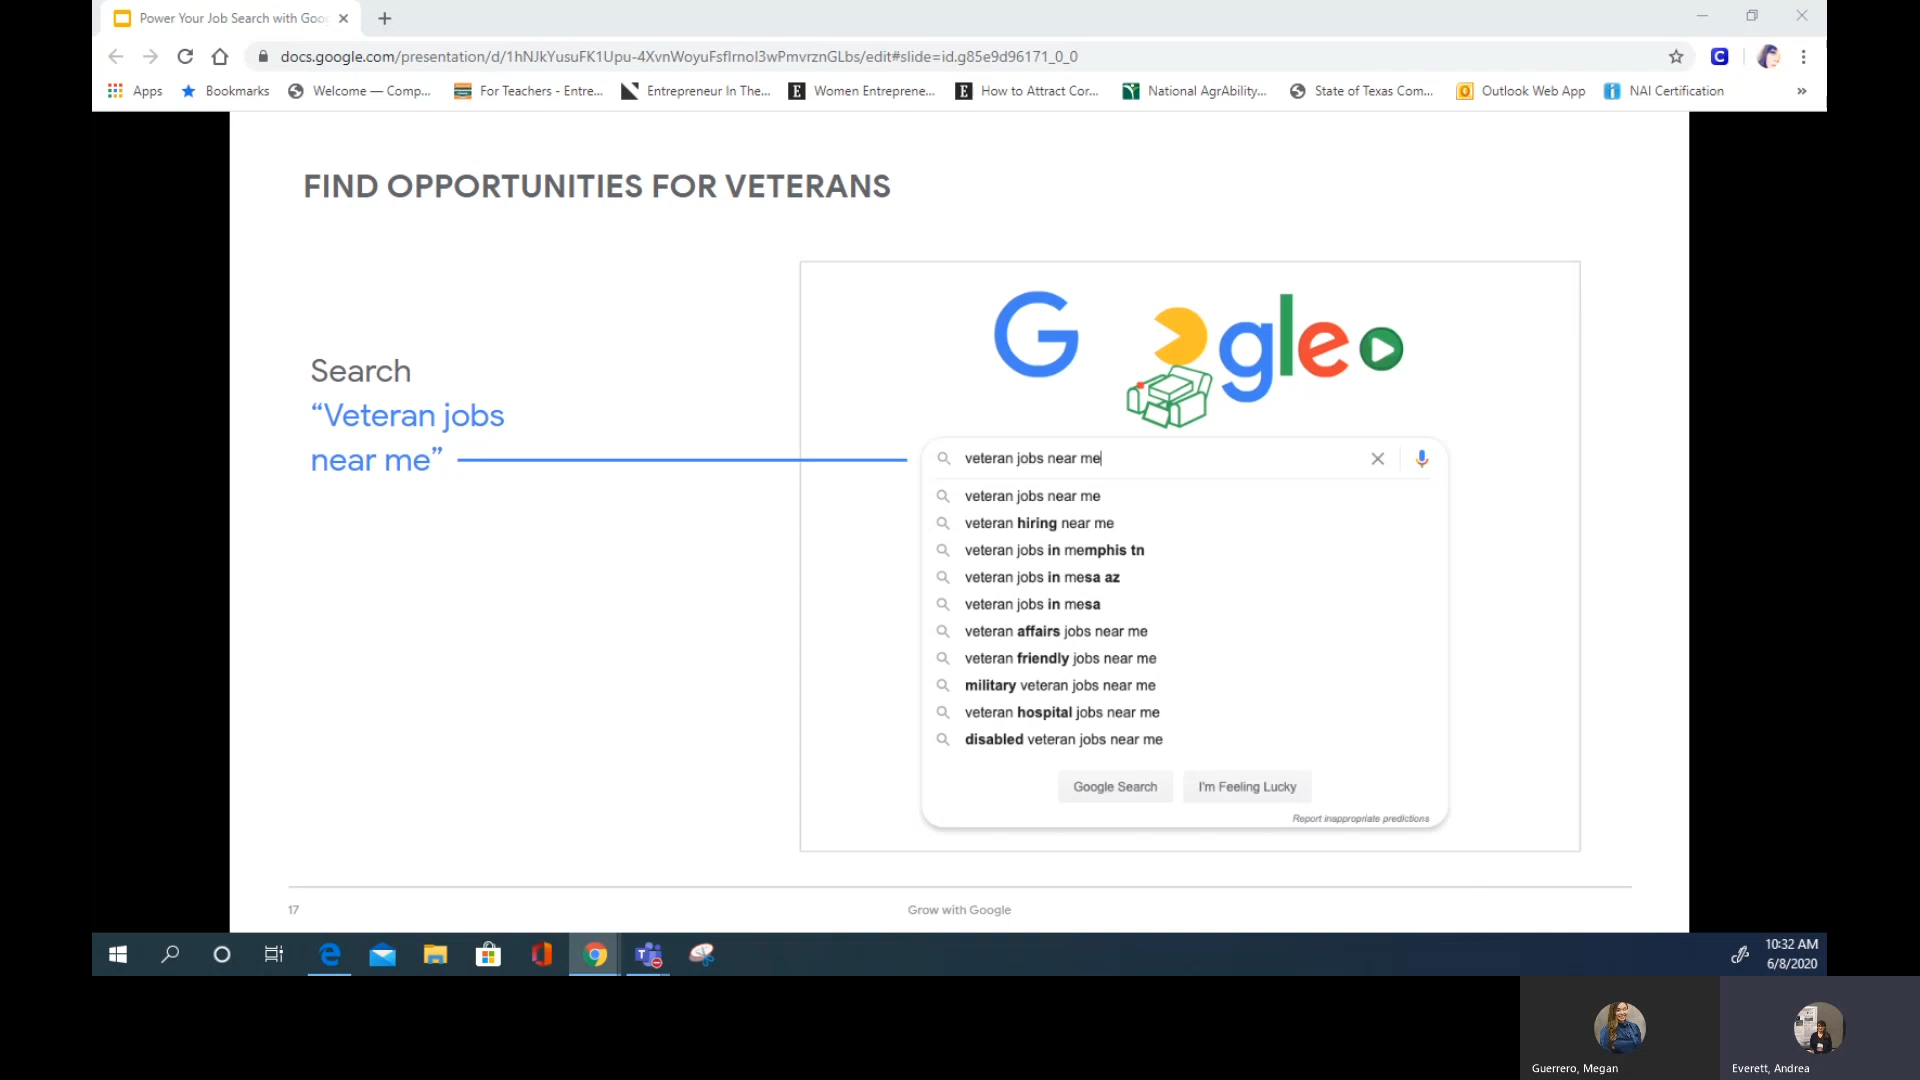 Power Your Job Search with Goo
docs.google.com/presentation/d/1hNJkYusuFK1Upu-4XvnWoyuFsfIrnoI3wPmvrznGLbs/edit#slide=id.g85e9d96171_0_0
C
Apps Bookmarks Welcome — Comp... For Teachers - Entre... Entrepreneur In The... E Women Entreprene... E How to Attract Cor... National AgrAbility... State of Texas Com... Outlook Web App NAI Certification »
FIND OPPORTUNITIES FOR VETERANS
G gle
Search
“Veteran jobs
near me”
veteran jobs near me
veteran jobs near me
veteran hiring near me
veteran jobs in memphis tn
veteran jobs in mesa az
veteran jobs in mesa
veteran affairs jobs near me
veteran friendly jobs near me
military veteran jobs near me
veteran hospital jobs near me
disabled veteran jobs near me
Google Search I'm Feeling Lucky
Report inappropriate predictions
17 Grow with Google
10:32 AM
6/8/2020
Guerrero, Megan Everett, Andrea